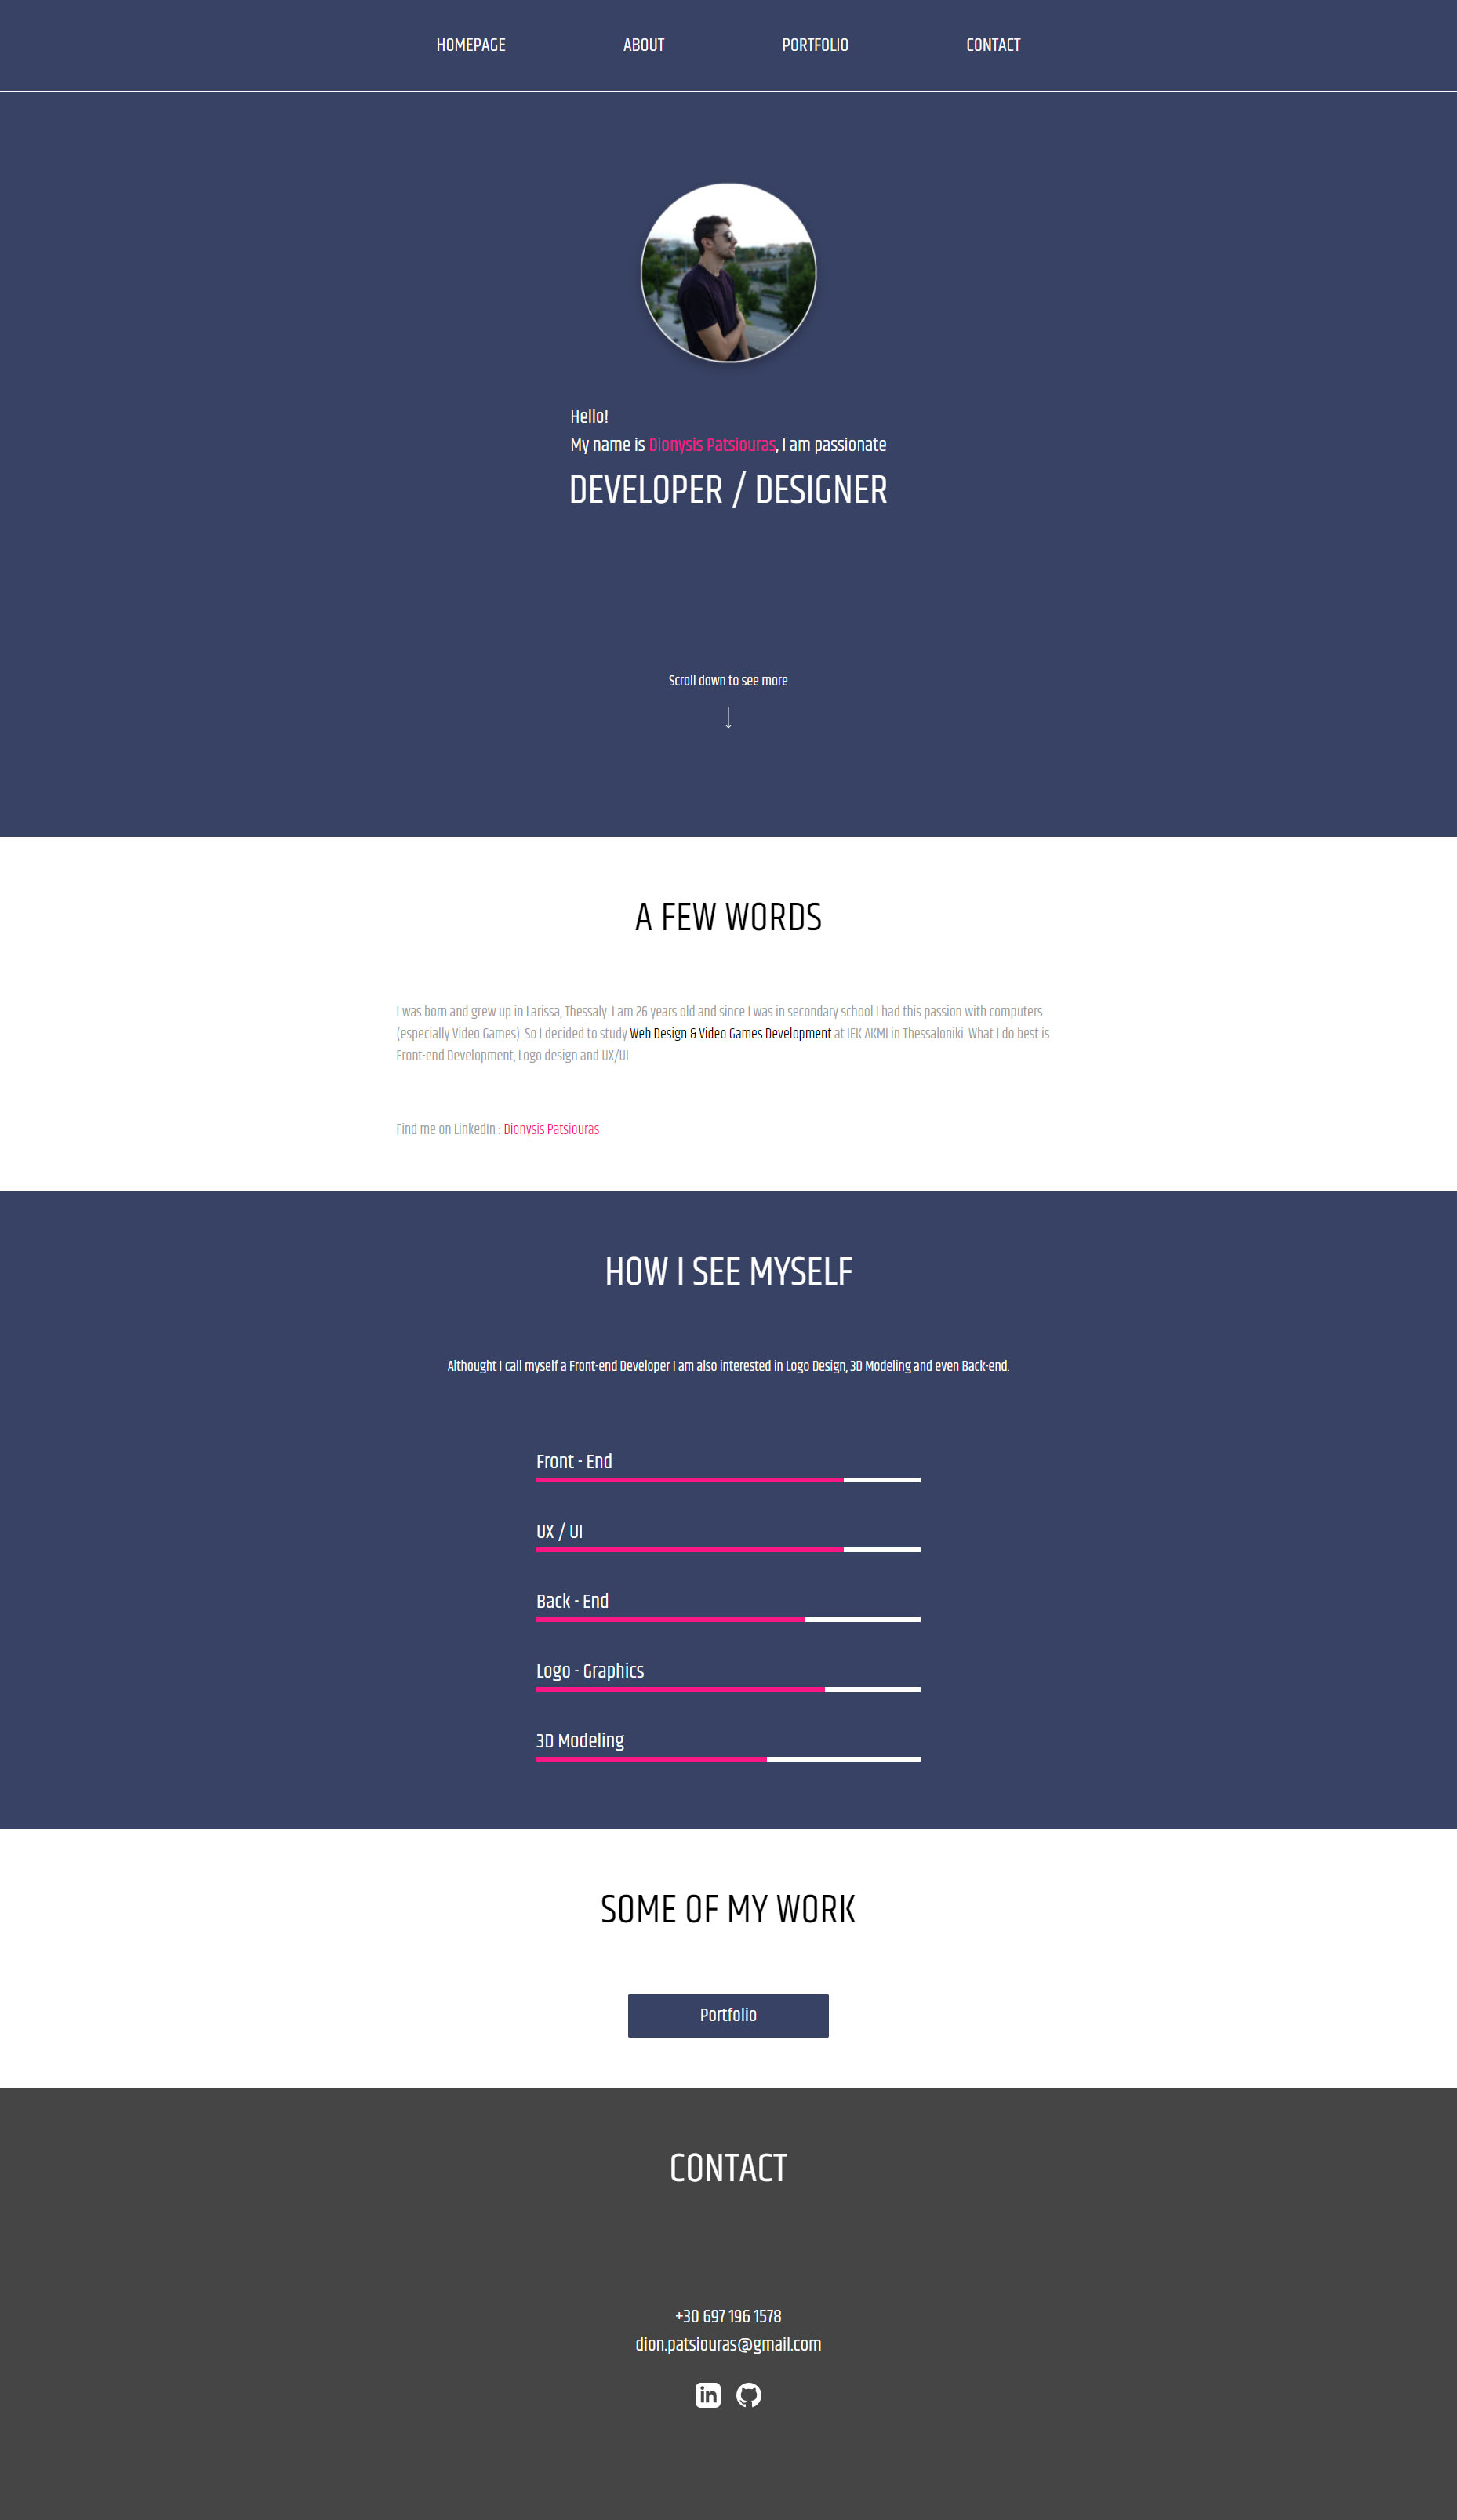 HOMEPAGE ABOUT PORTFOLIO CONTACT
Hello!
My name is Dionysis Patsiouras, I am passionate
DEVELOPER / DESIGNER
Scroll down to see more
A FEW WORDS
I was born and grew up in Larissa, Thessaly. I am 26 years old and since I was in secondary school I had this passion with computers
(especially Video Games). So I decided to study Web Design & Video Games Development at IEK AKMI in Thessaloniki. What I do best is
Front-end Development, Logo design and UX/UI.
Find me on LinkedIn : Dionysis Patsiouras
HOW I SEE MYSELF
Althought I call myself a Front-end Developer I am also interested in Logo Design, 3D Modeling and even Back-end.
Front - End
UX / UI
Back - End
Logo - Graphics
3D Modeling
SOME OF MY WORK
Portfolio
CONTACT
+30 697 196 1578
dion.patsiouras@gmail.com
in